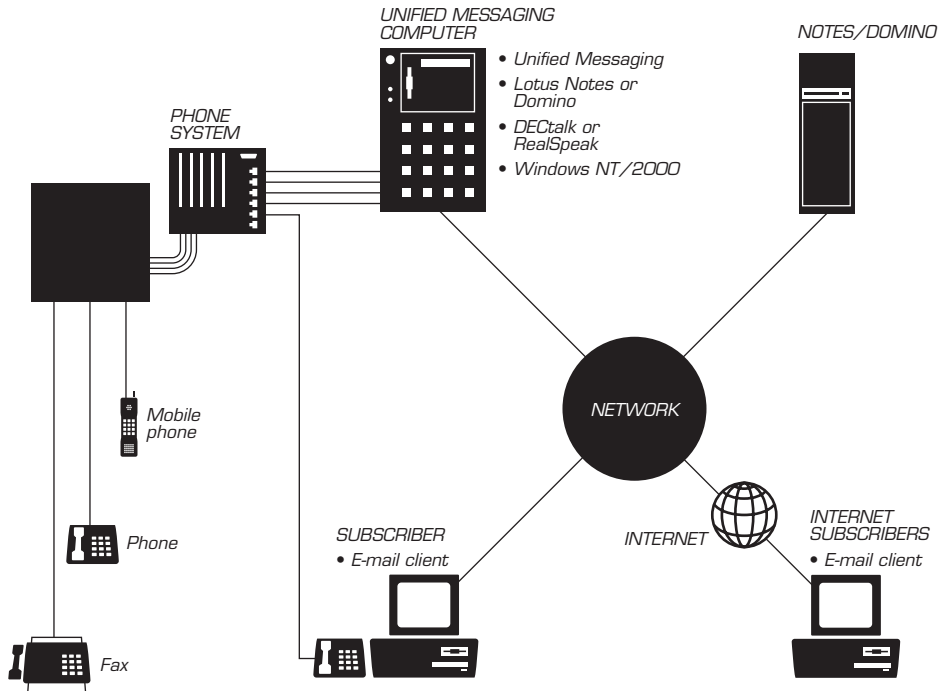 UNIFIED MESSAGING
COMPUTER
• Unified Messaging
• Lotus Notes or
Domino
• DECtalk or
RealSpeak
• Windows NT/2000
NOTES/DOMINO
PHONE
SYSTEM
NETWORK
Mobile
phone
Phone
Fax
SUBSCRIBER
• E-mail client
INTERNET
INTERNET
SUBSCRIBERS
• E-mail client